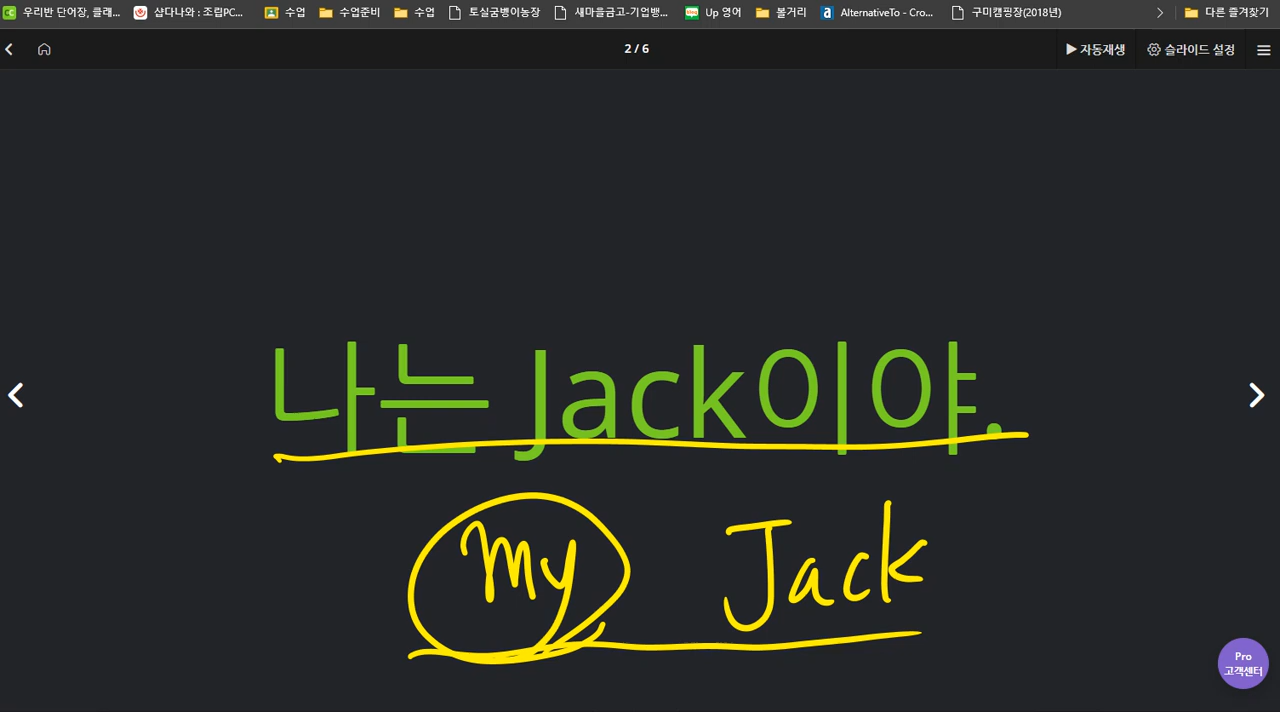 우리반 단어장, 클래... 샵다나와 : 조립PC... 수업 수업준비 수업 토실굼뱅이농장 새마을금고-기업뱅... Up 영어 볼거리 AlternativeTo - Cro... 구미캠핑장(2018년) 다른 즐겨찾기
2 / 6 자동재생 슬라이드 설정
나는 Jack이야.
My Jack
Pro
고객센터